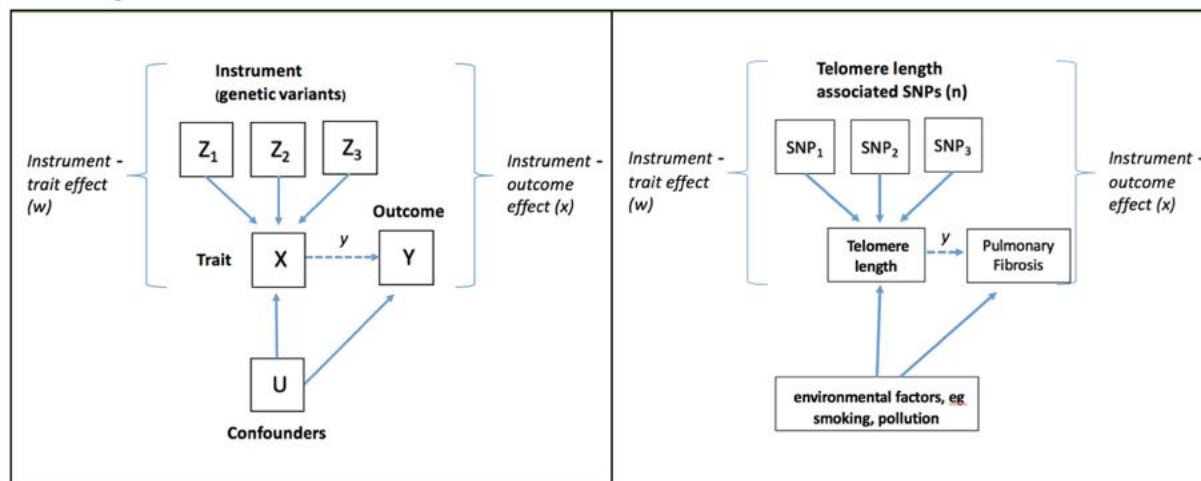 Instrument
(genetic variants)
Z1
Z2
Z3
Instrument -
trait effect
(w)
Instrument -
outcome
effect (x)
Outcome
Trait
X
y
Y
U
Confounders
Telomere length
associated SNPs (n)
SNP1
SNP2
SNP3
Instrument -
trait effect
(w)
Instrument -
outcome
effect (x)
Telomere
length
y
Pulmonary
Fibrosis
environmental factors, eg
smoking, pollution